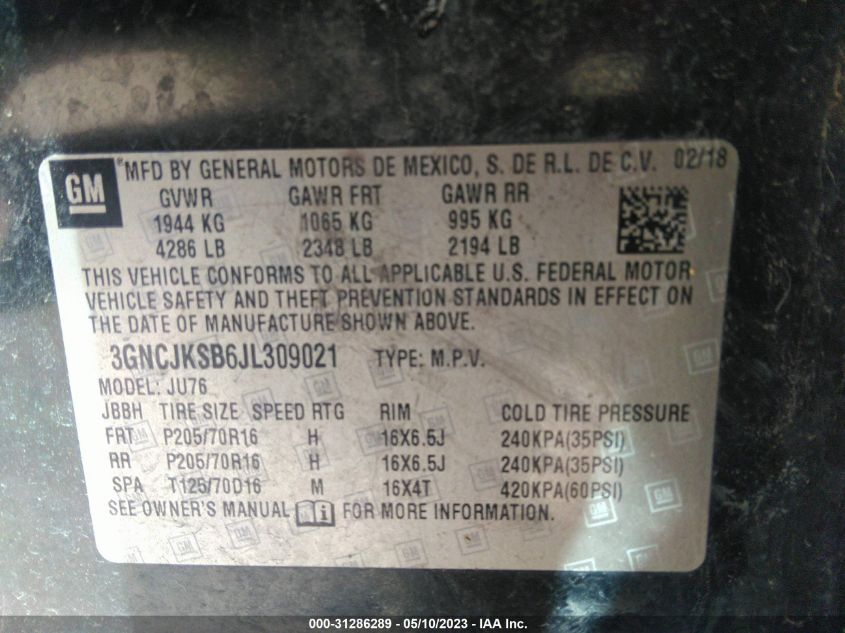 GM ®MFD BY GENERAL MOTORS DE MEXICO, S. DE R.L. DE C.V. 02/18
GVWR GAWR FRT GAWR RR
1944 KG 1065 KG 995 KG
4286 LB 2348 LB 2194 LB
THIS VEHICLE CONFORMS TO ALL APPLICABLE U.S. FEDERAL MOTOR
VEHICLE SAFETY AND THEFT PREVENTION STANDARDS IN EFFECT ON
THE DATE OF MANUFACTURE SHOWN ABOVE.
3GNCJKSB6JL309021 TYPE: M.P.V.
MODEL: JU76
JBBH TIRE SIZE SPEED RTG RIM COLD TIRE PRESSURE
FRT P205/70R16 H 16X6.5J 240KPA(35PSI)
RR P205/70R16 H 16X6.5J 240KPA(35PSI)
SPA T125/70D16 M 16X4T 420KPA(60PSI)
SEE OWNER'S MANUAL FOR MORE INFORMATION.
000-31286289 - 05/10/2023 - IAA Inc.